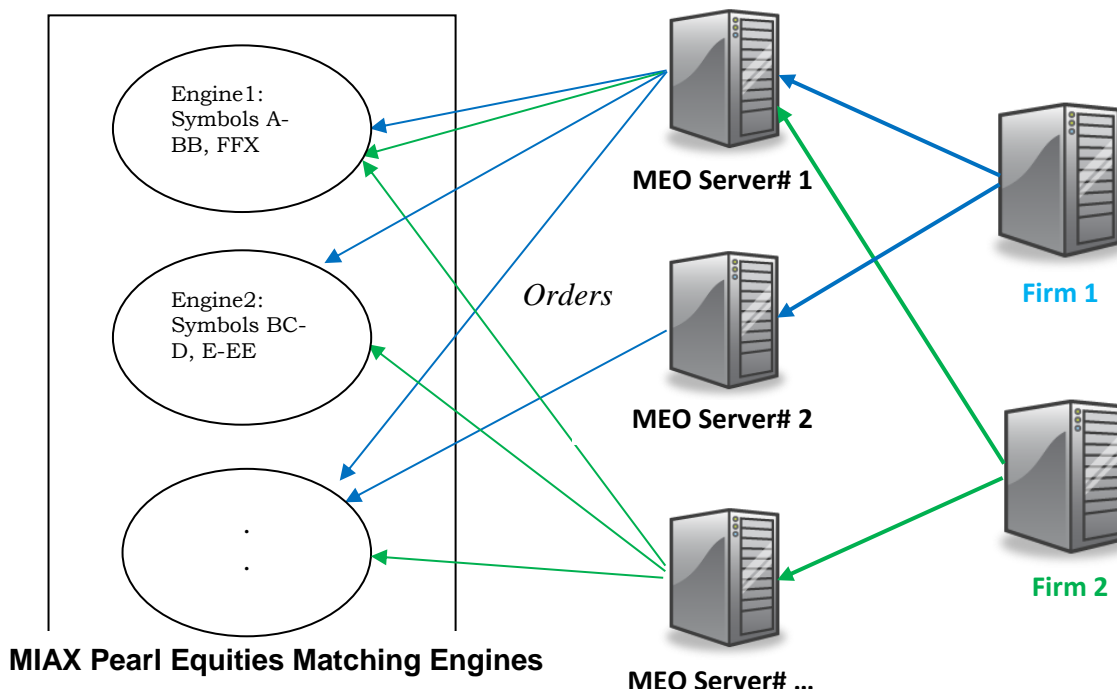 Engine1:
Symbols A-
BB, FFX
MEO Server# 1
Engine2:
Symbols BC-
D, E-EE
Orders
Firm 1
MEO Server# 2
.
.
Firm 2
MIAX Pearl Equities Matching Engines
MEO Server# ...